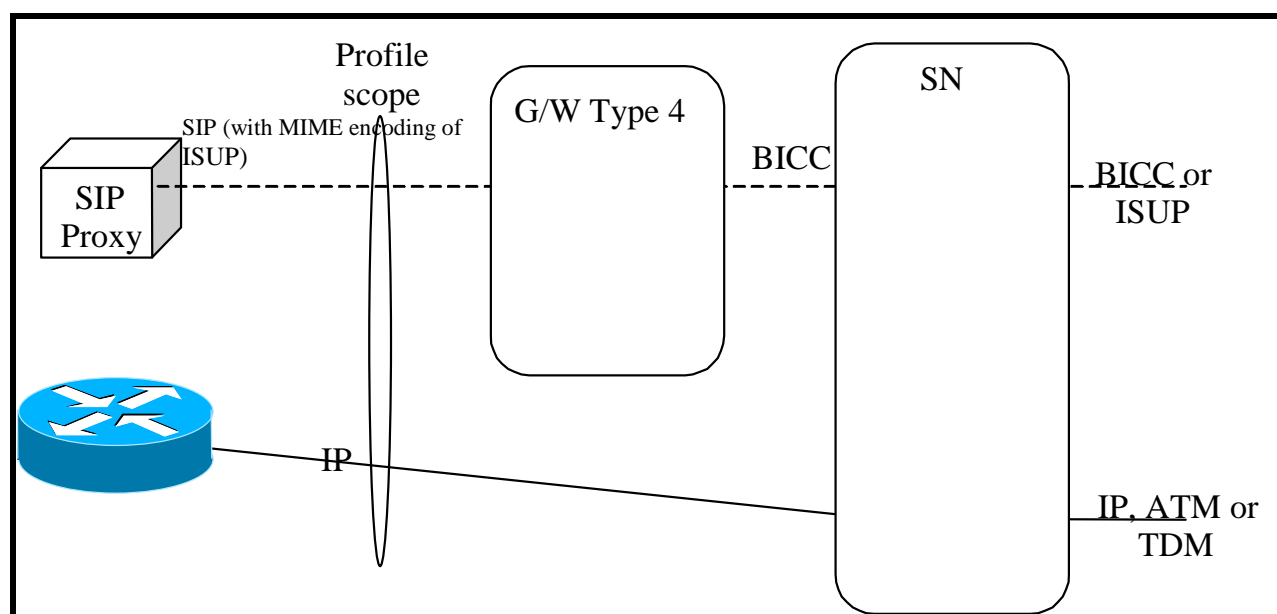 Profile
scope
SIP (with MIME encoding of
ISUP)
SIP
Proxy
G/W Type 4
BICC
SN
BICC or
ISUP
IP
IP, ATM or
TDM